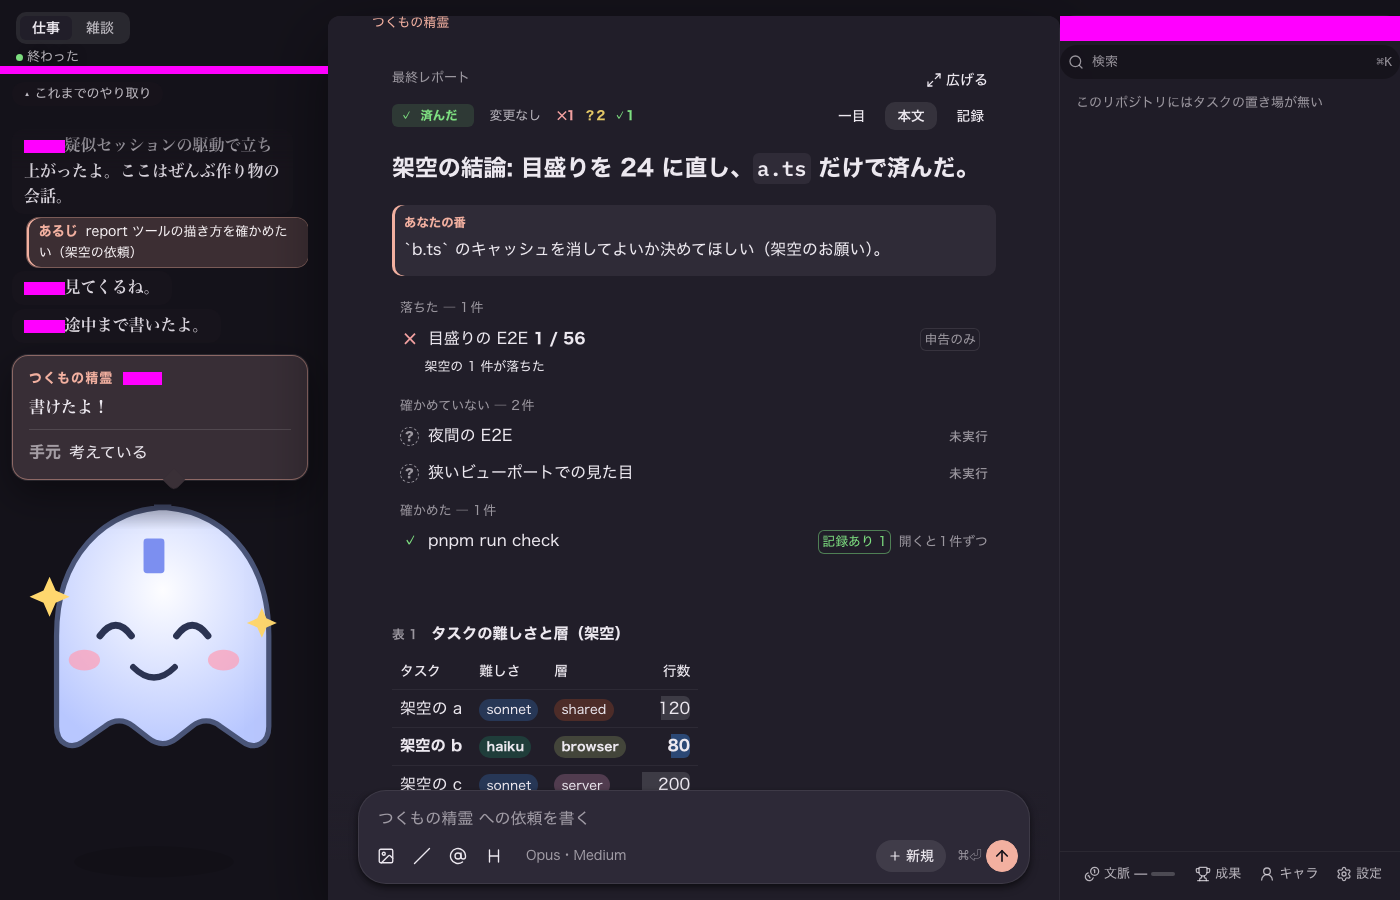 仕事 雑談
終わった
これまでのやり取り
疑似セッションの駆動で立ち
上がったよ。ここはぜんぶ作り物の
会話。
あるじ report ツールの描き方を確かめた
い（架空の依頼）
見てくるね。
途中まで書いたよ。
つくもの精霊
書けたよ！
手元 考えている
つくもの精霊
最終レポート
広げる
✓ 済んだ 変更なし ×1 ?2 ✓1
一目 本文 記録
架空の結論: 目盛りを 24 に直し、a.ts だけで済んだ。
あなたの番
`b.ts` のキャッシュを消してよいか決めてほしい（架空のお願い）。
落ちた — 1件
× 目盛りの E2E 1 / 56 申告のみ
架空の 1 件が落ちた
確かめていない — 2件
? 夜間の E2E 未実行
? 狭いビューポートでの見た目 未実行
確かめた — 1件
✓ pnpm run check 記録あり 1 開くと1件ずつ
表 1 タスクの難しさと層（架空）
タスク 難しさ 層 行数
架空の a sonnet shared 120
架空の b haiku browser 80
架空の c sonnet server 200
つくもの精霊 への依頼を書く
Opus・Medium
+ 新規 ⌘⏎
検索 ⌘K
このリポジトリにはタスクの置き場が無い
文脈 — 成果 キャラ 設定